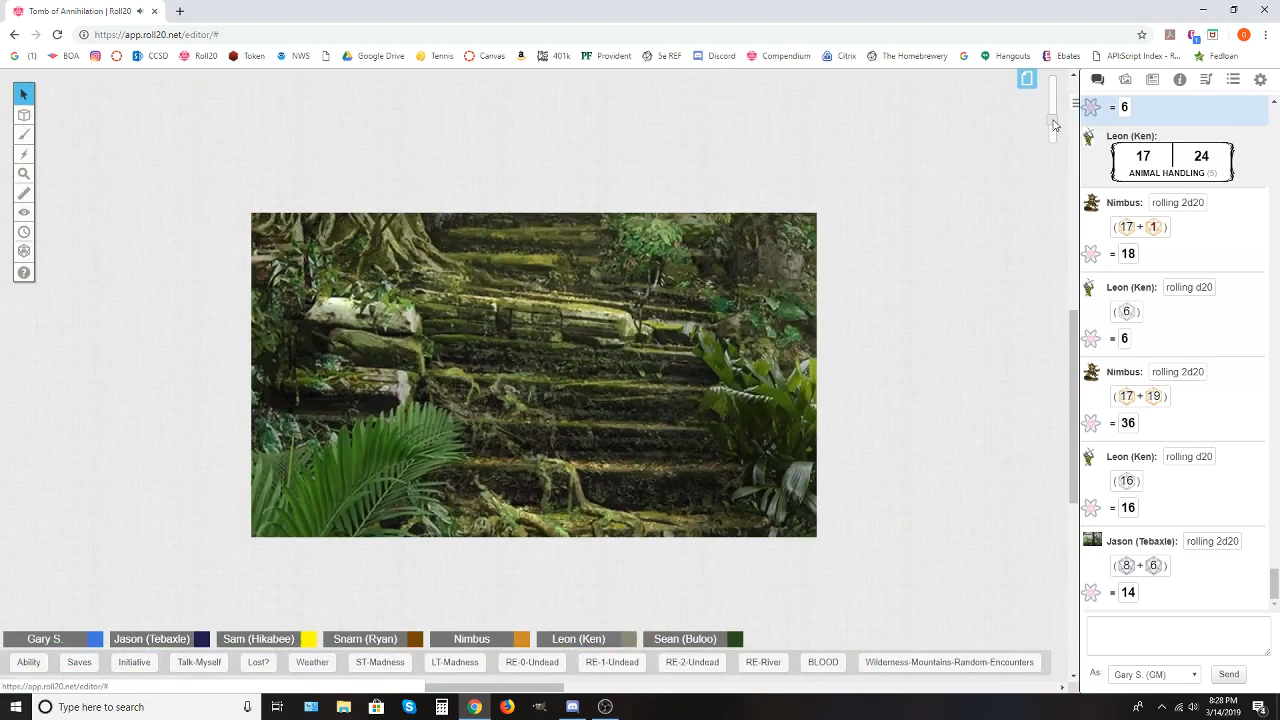 Tomb of Annihilation | Roll20
https://app.roll20.net/editor/#
G (1)
BOA
CCSD
Roll20
Token
NWS
Google Drive
Tennis
Canvas
401k
PF Provident
5e REF
Discord
Campaign
Citrix
The Homebrewery
Hangouts
Ebates
APIScript Index - R...
Fedloan
= 6
Leon (Ken):
17 24
ANIMAL HANDLING (5)
Nimbus: rolling 2d20
(17 + 1)
= 18
Leon (Ken): rolling d20
(6)
= 6
Nimbus: rolling 2d20
(17 + 19)
= 36
Leon (Ken): rolling d20
(16)
= 16
Jason (Tebaxle): rolling 2d20
(8 + 6)
= 14
Gary S.
Jason (Tebaxle)
Sam (Hikabee)
Snarn (Ryan)
Nimbus
Leon (Ken)
Sean (Buloo)
Ability
Saves
Initiative
Talk-Myself
Lost?
Weather
ST-Madness
LT-Madness
RE-0-Undead
RE-1-Undead
RE-2-Undead
RE-River
BLOOD
Wilderness-Mountains-Random-Encounters
As: Gary S. (GM) Send
https://app.roll20.net/editor/#
Type here to search
8:28 PM
3/14/2019